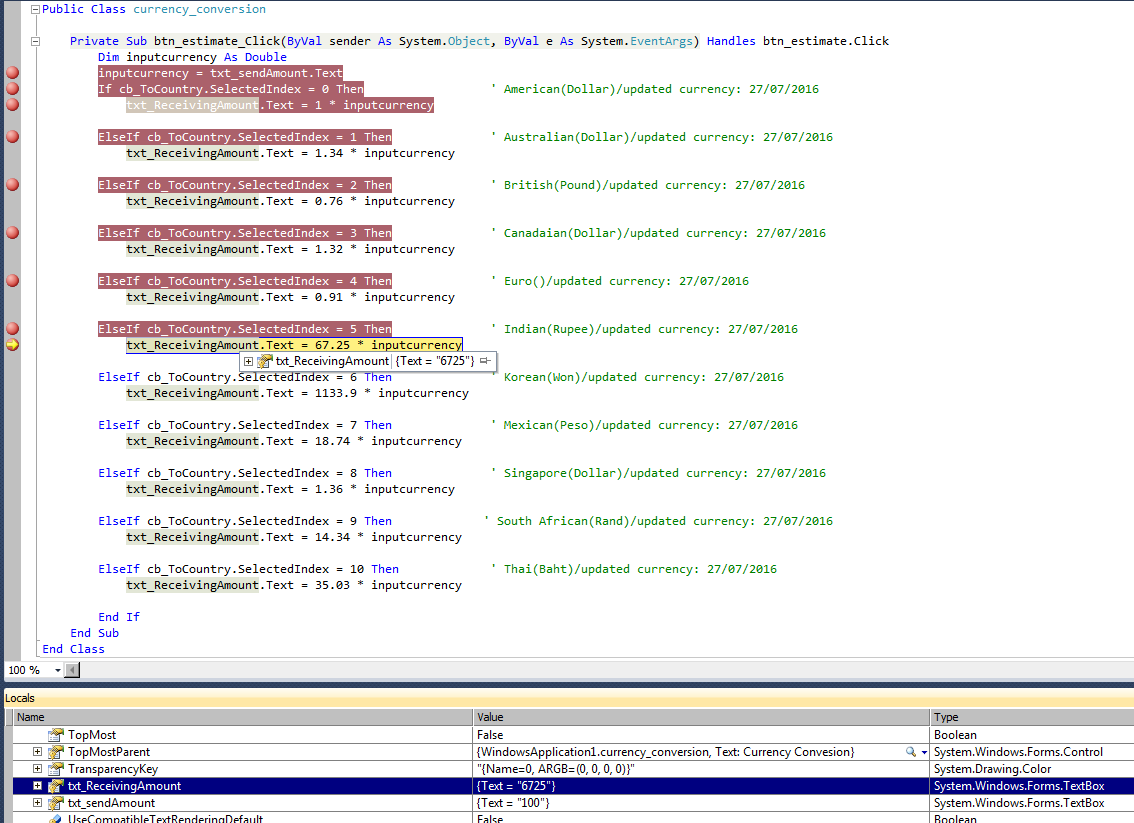 Public Class currency_conversion
Private Sub btn_estimate_Click(ByVal sender As System.Object, ByVal e As System.EventArgs) Handles btn_estimate.Click
Dim inputcurrency As Double
inputcurrency = txt_sendAmount.Text
If cb_ToCountry.SelectedIndex = 0 Then ' American(Dollar)/updated currency: 27/07/2016
txt_ReceivingAmount.Text = 1 * inputcurrency
ElseIf cb_ToCountry.SelectedIndex = 1 Then ' Australian(Dollar)/updated currency: 27/07/2016
txt_ReceivingAmount.Text = 1.34 * inputcurrency
ElseIf cb_ToCountry.SelectedIndex = 2 Then ' British(Pound)/updated currency: 27/07/2016
txt_ReceivingAmount.Text = 0.76 * inputcurrency
ElseIf cb_ToCountry.SelectedIndex = 3 Then ' Canadaian(Dollar)/updated currency: 27/07/2016
txt_ReceivingAmount.Text = 1.32 * inputcurrency
ElseIf cb_ToCountry.SelectedIndex = 4 Then ' Euro()/updated currency: 27/07/2016
txt_ReceivingAmount.Text = 0.91 * inputcurrency
ElseIf cb_ToCountry.SelectedIndex = 5 Then ' Indian(Rupee)/updated currency: 27/07/2016
txt_ReceivingAmount.Text = 67.25 * inputcurrency
txt_ReceivingAmount {Text = "6725"}
ElseIf cb_ToCountry.SelectedIndex = 6 Then ' Korean(Won)/updated currency: 27/07/2016
txt_ReceivingAmount.Text = 1133.9 * inputcurrency
ElseIf cb_ToCountry.SelectedIndex = 7 Then ' Mexican(Peso)/updated currency: 27/07/2016
txt_ReceivingAmount.Text = 18.74 * inputcurrency
ElseIf cb_ToCountry.SelectedIndex = 8 Then ' Singapore(Dollar)/updated currency: 27/07/2016
txt_ReceivingAmount.Text = 1.36 * inputcurrency
ElseIf cb_ToCountry.SelectedIndex = 9 Then ' South African(Rand)/updated currency: 27/07/2016
txt_ReceivingAmount.Text = 14.34 * inputcurrency
ElseIf cb_ToCountry.SelectedIndex = 10 Then ' Thai(Baht)/updated currency: 27/07/2016
txt_ReceivingAmount.Text = 35.03 * inputcurrency
End If
End Sub
End Class
100 %
Locals
Name Value Type
TopMost False Boolean
TopMostParent {WindowsApplication1.currency_conversion, Text: Currency Convesion} System.Windows.Forms.Control
TransparencyKey "{Name=0, ARGB=(0, 0, 0, 0)}" System.Drawing.Color
txt_ReceivingAmount {Text = "6725"} System.Windows.Forms.TextBox
txt_sendAmount {Text = "100"} System.Windows.Forms.TextBox
UseCompatibleTextRenderingDefault False Boolean